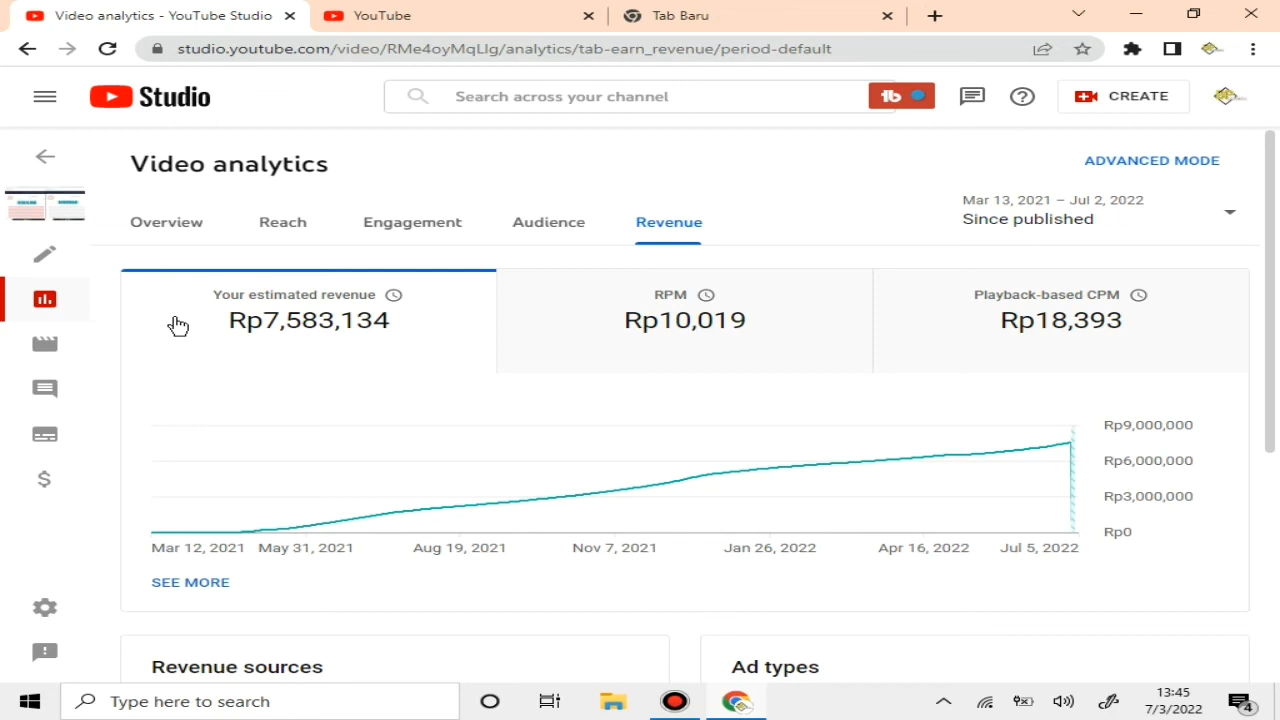 Video analytics - YouTube Studio
YouTube
Tab Baru
studio.youtube.com/video/RMe4oyMqLIg/analytics/tab-earn_revenue/period-default
Studio
Search across your channel
tb
CREATE
Video analytics
ADVANCED MODE
Mar 13, 2021 – Jul 2, 2022
Since published
Overview
Reach
Engagement
Audience
Revenue
Your estimated revenue
Rp7,583,134
RPM
Rp10,019
Playback-based CPM
Rp18,393
Rp9,000,000
Rp6,000,000
Rp3,000,000
Rp0
Mar 12, 2021
May 31, 2021
Aug 19, 2021
Nov 7, 2021
Jan 26, 2022
Apr 16, 2022
Jul 5, 2022
SEE MORE
Revenue sources
Ad types
Type here to search
13:45
7/3/2022
4